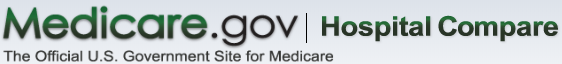 Medicare.gov | Hospital Compare
The Official U.S. Government Site for Medicare